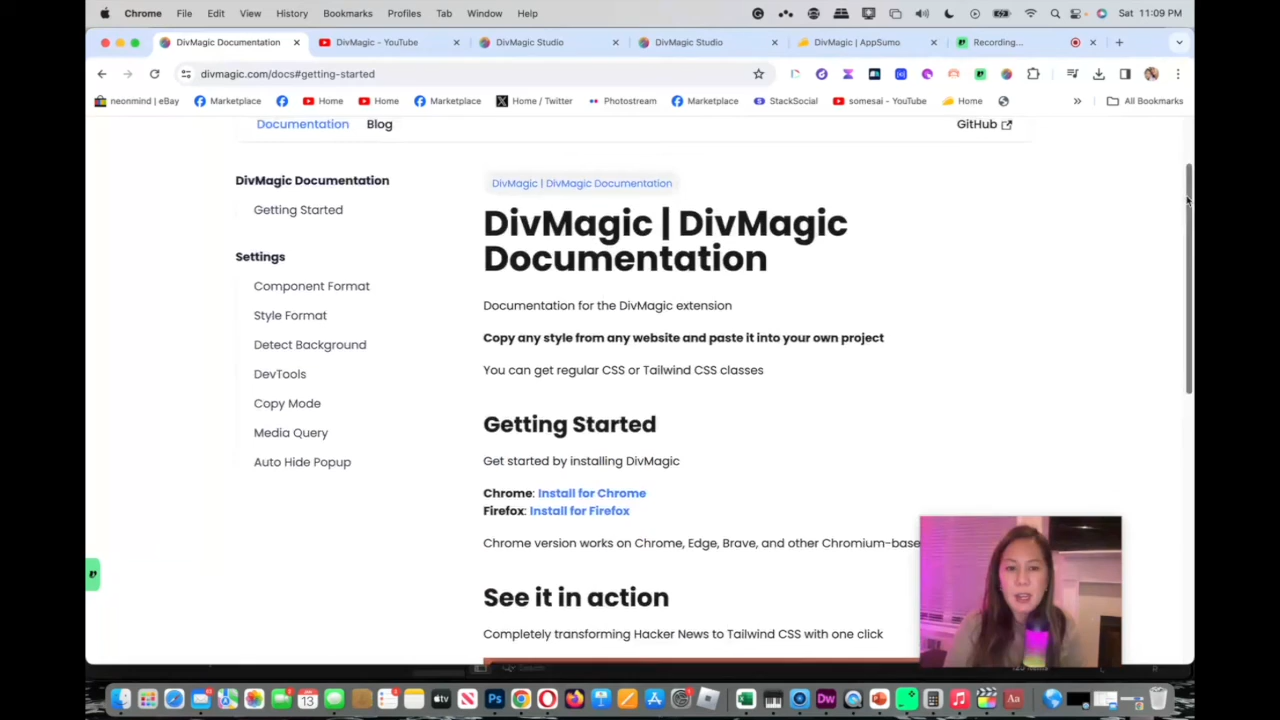 Chrome File Edit View History Bookmarks Profiles Tab Window Help Sat 11:09 PM
DivMagic Documentation DivMagic - YouTube DivMagic Studio DivMagic Studio DivMagic | AppSumo Recording...
divmagic.com/docs#getting-started
neonmind | eBay Marketplace Home Home Marketplace Home / Twitter Photostream Marketplace StackSocial somesai - YouTube Home » All Bookmarks
Documentation Blog GitHub
DivMagic Documentation
Getting Started
Settings
Component Format
Style Format
Detect Background
DevTools
Copy Mode
Media Query
Auto Hide Popup
DivMagic | DivMagic Documentation
DivMagic | DivMagic
Documentation
Documentation for the DivMagic extension
Copy any style from any website and paste it into your own project
You can get regular CSS or Tailwind CSS classes
Getting Started
Get started by installing DivMagic
Chrome: Install for Chrome
Firefox: Install for Firefox
Chrome version works on Chrome, Edge, Brave, and other Chromium-base
See it in action
Completely transforming Hacker News to Tailwind CSS with one click
Search
JUL
13
Ps
Dw
Aa